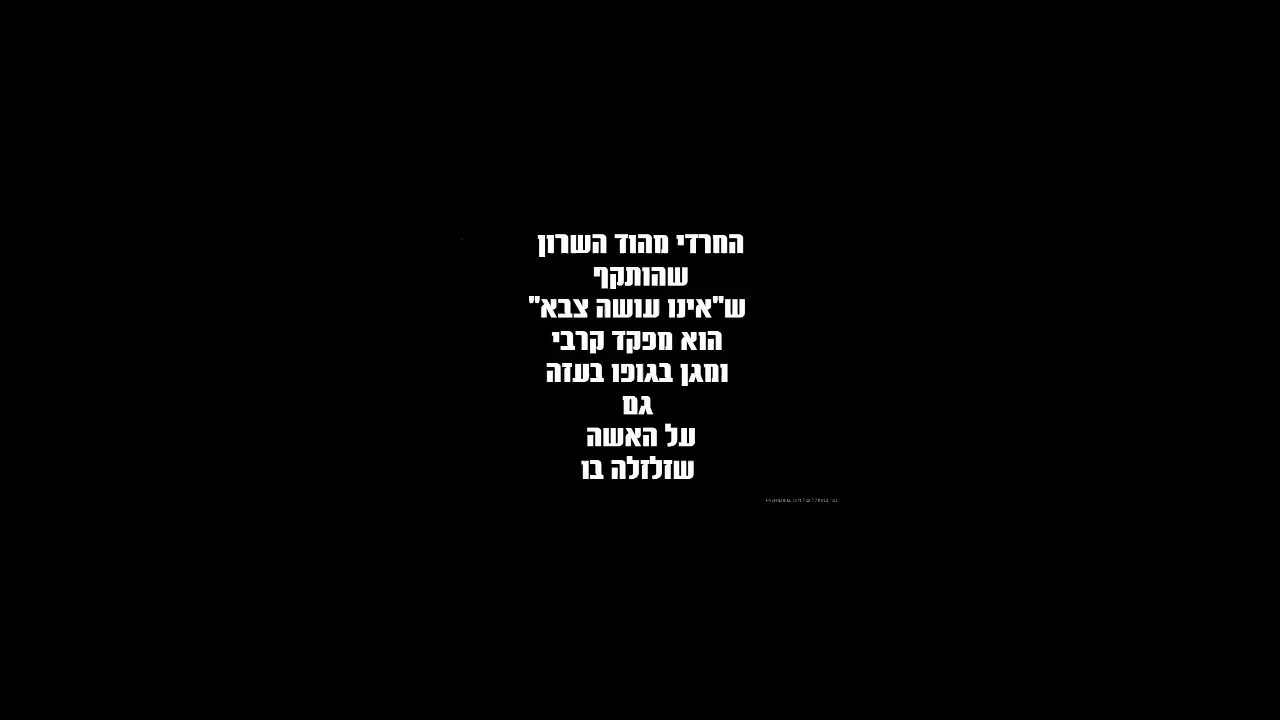 החרדי מהוד השרון
שהותקף
ש"אינו עושה צבא"
הוא מפקד קרבי
ומגן בגופו בעזה
גם
על האשה
שזלזלה בו